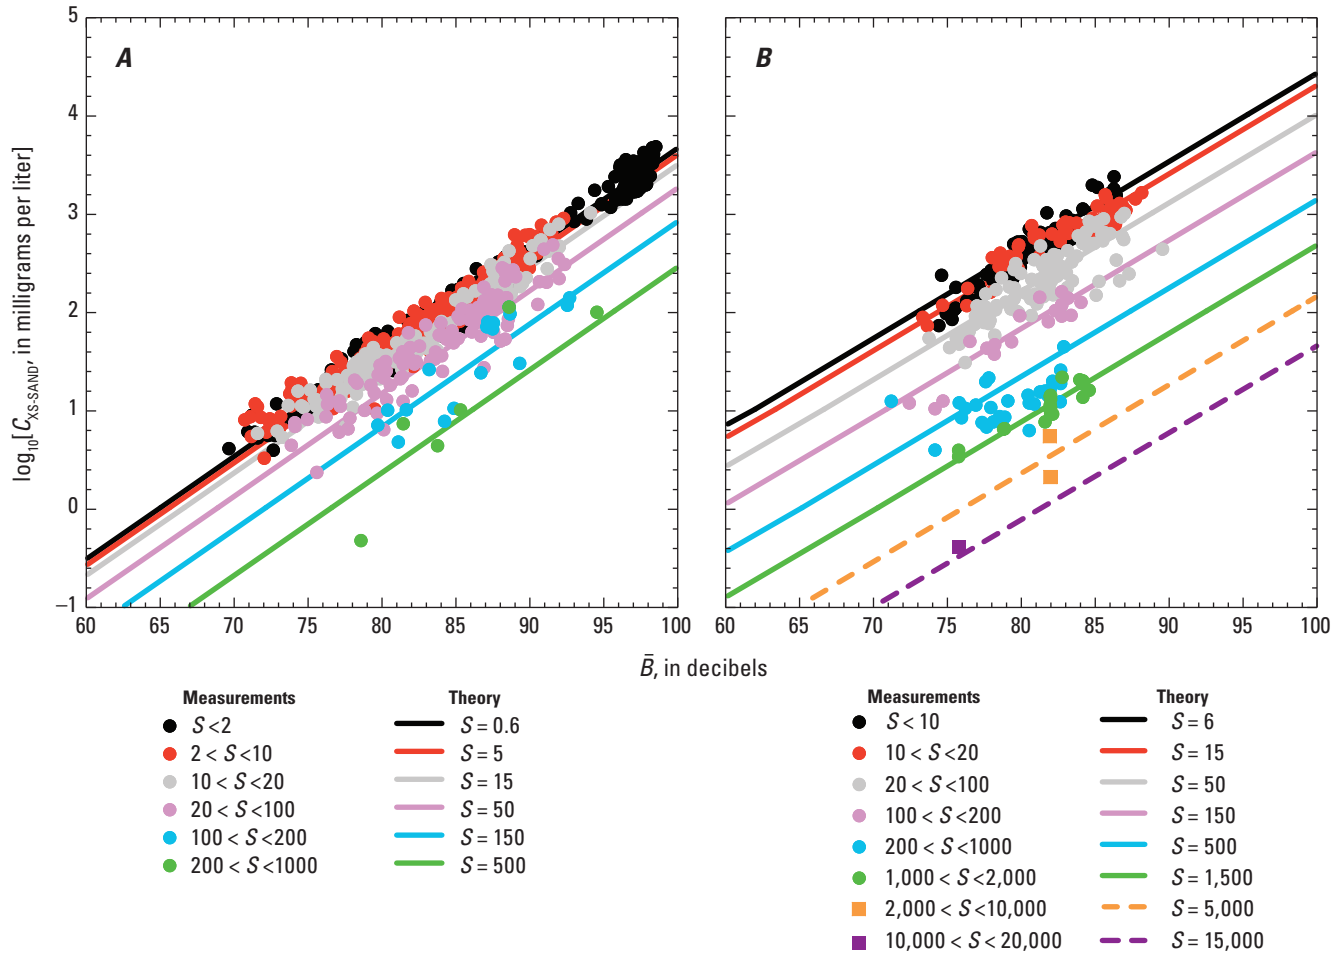 A
B
5
4
3
2
1
0
−1
log10[CXS-SAND, in milligrams per liter]
60 65 70 75 80 85 90 95 100
60 65 70 75 80 85 90 95 100
B̄, in decibels
Measurements Theory
S <2 S = 0.6
2 < S <10 S = 5
10 < S <20 S = 15
20 < S <100 S = 50
100 < S <200 S = 150
200 < S <1000 S = 500
Measurements Theory
S < 10 S = 6
10 < S <20 S = 15
20 < S <100 S = 50
100 < S <200 S = 150
200 < S <1000 S = 500
1,000 < S <2,000 S = 1,500
2,000 < S <10,000 S = 5,000
10,000 < S < 20,000 S = 15,000